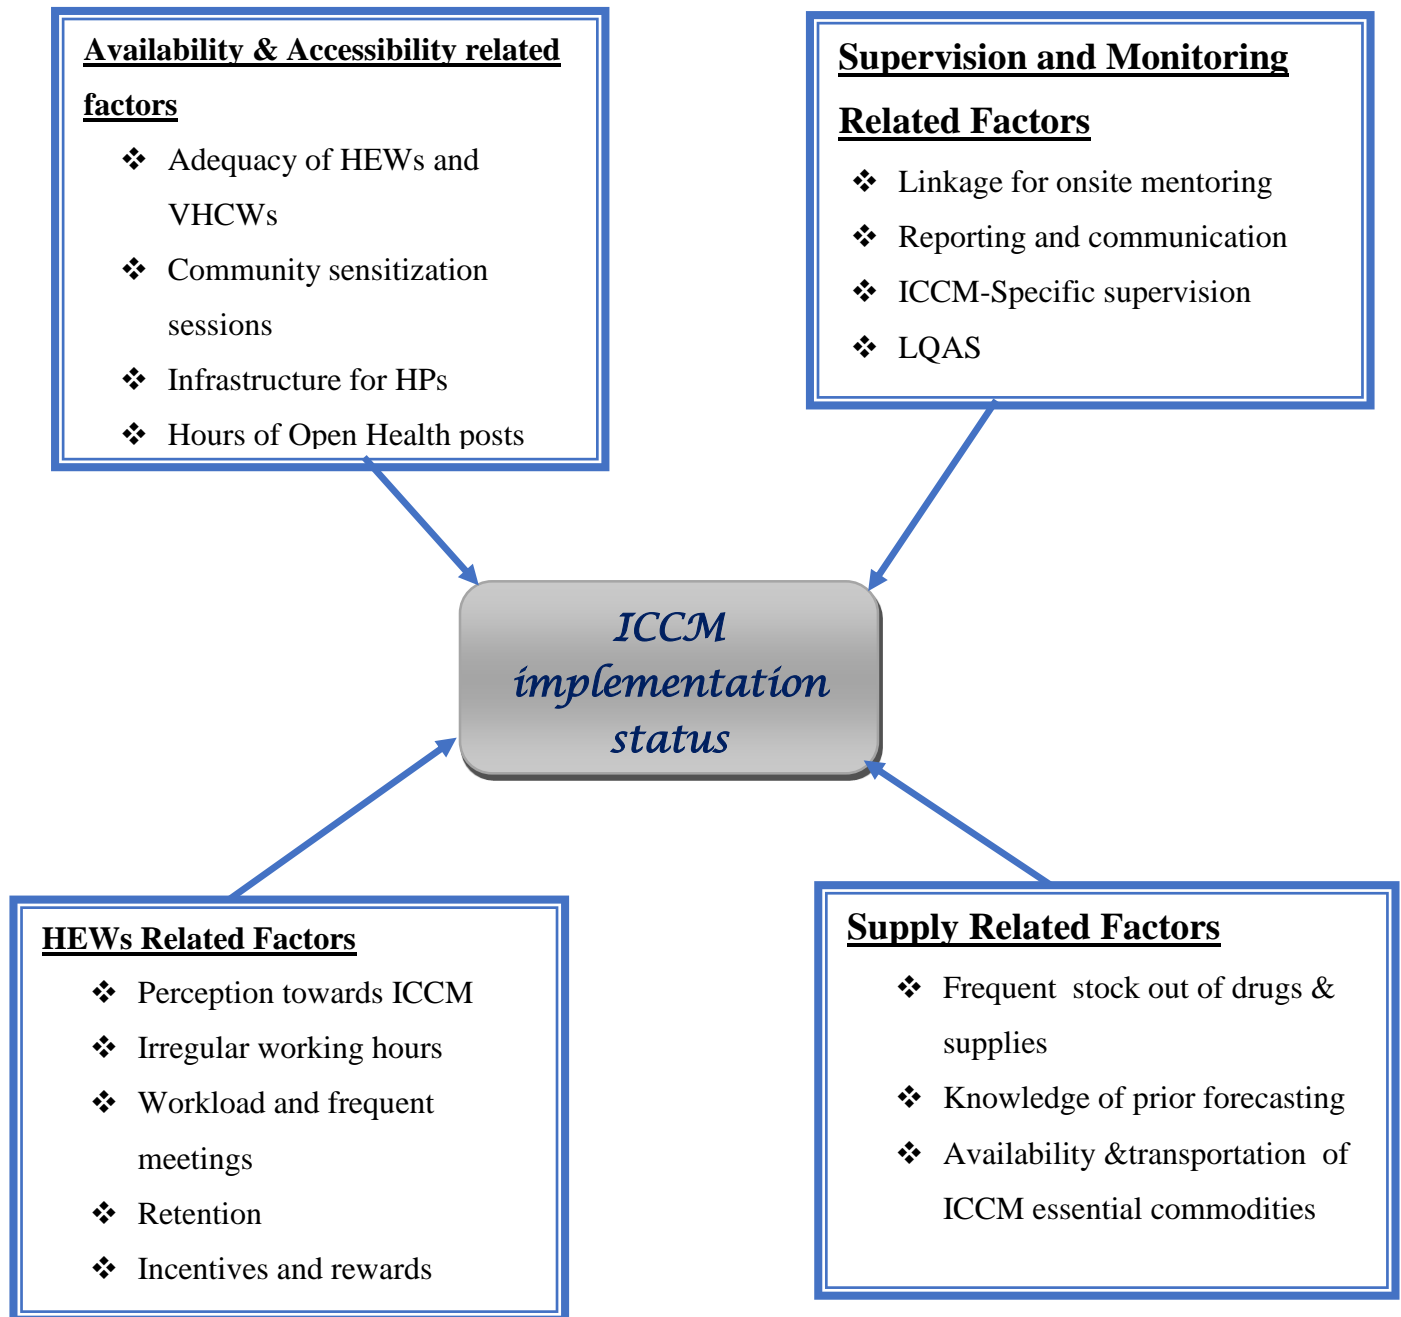 Availability & Accessibility related
factors
❖ Adequacy of HEWs and
VHCWs
❖ Community sensitization
sessions
❖ Infrastructure for HPs
❖ Hours of Open Health posts
Supervision and Monitoring
Related Factors
❖ Linkage for onsite mentoring
❖ Reporting and communication
❖ ICCM-Specific supervision
❖ LQAS
ICCM
implementation
status
HEWs Related Factors
❖ Perception towards ICCM
❖ Irregular working hours
❖ Workload and frequent
meetings
❖ Retention
❖ Incentives and rewards
Supply Related Factors
❖ Frequent  stock out of drugs &
supplies
❖ Knowledge of prior forecasting
❖ Availability &transportation  of
ICCM essential commodities